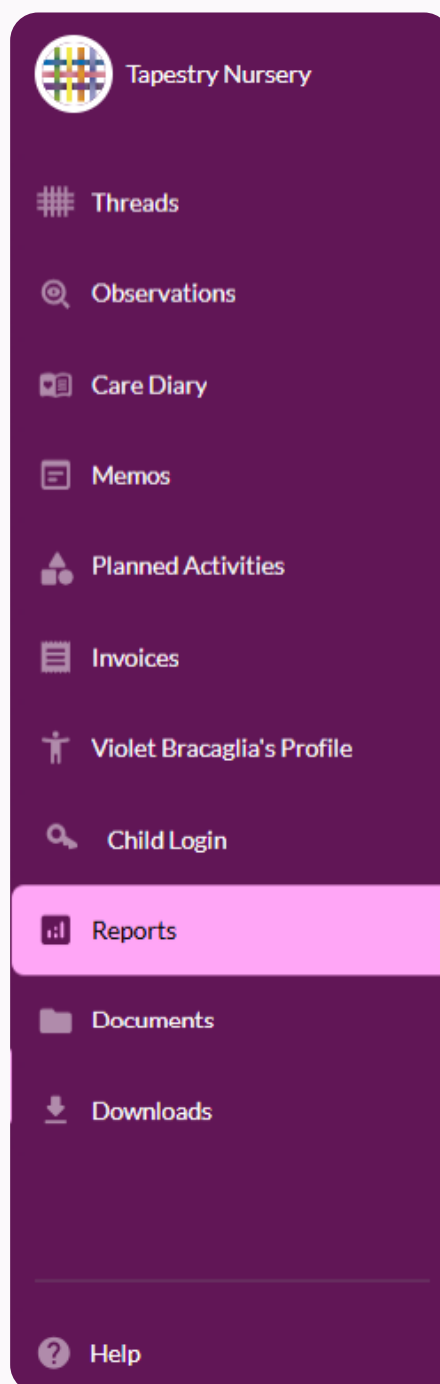 Tapestry Nursery
Threads
Observations
Care Diary
Memos
Planned Activities
Invoices
Violet Bracaglia's Profile
Child Login
Reports
Documents
Downloads
Help